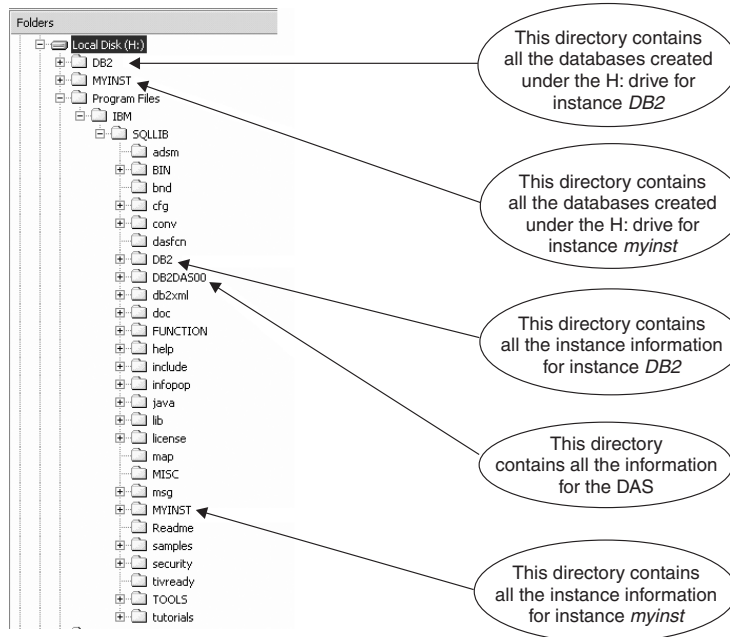 Folders
Local Disk (H:)
DB2
MYINST
Program Files
IBM
SQLLIB
adsm
BIN
bnd
cfg
conv
dasfcn
DB2
DB2DAS00
db2xml
doc
FUNCTION
help
include
infopop
java
lib
license
map
MISC
msg
MYINST
Readme
samples
security
tivready
TOOLS
tutorials
This directory contains
all the databases created
under the H: drive for
instance DB2
This directory contains
all the databases created
under the H: drive for
instance myinst
This directory contains
all the instance information
for instance DB2
This directory
contains all the information
for the DAS
This directory contains
all the instance information
for instance myinst